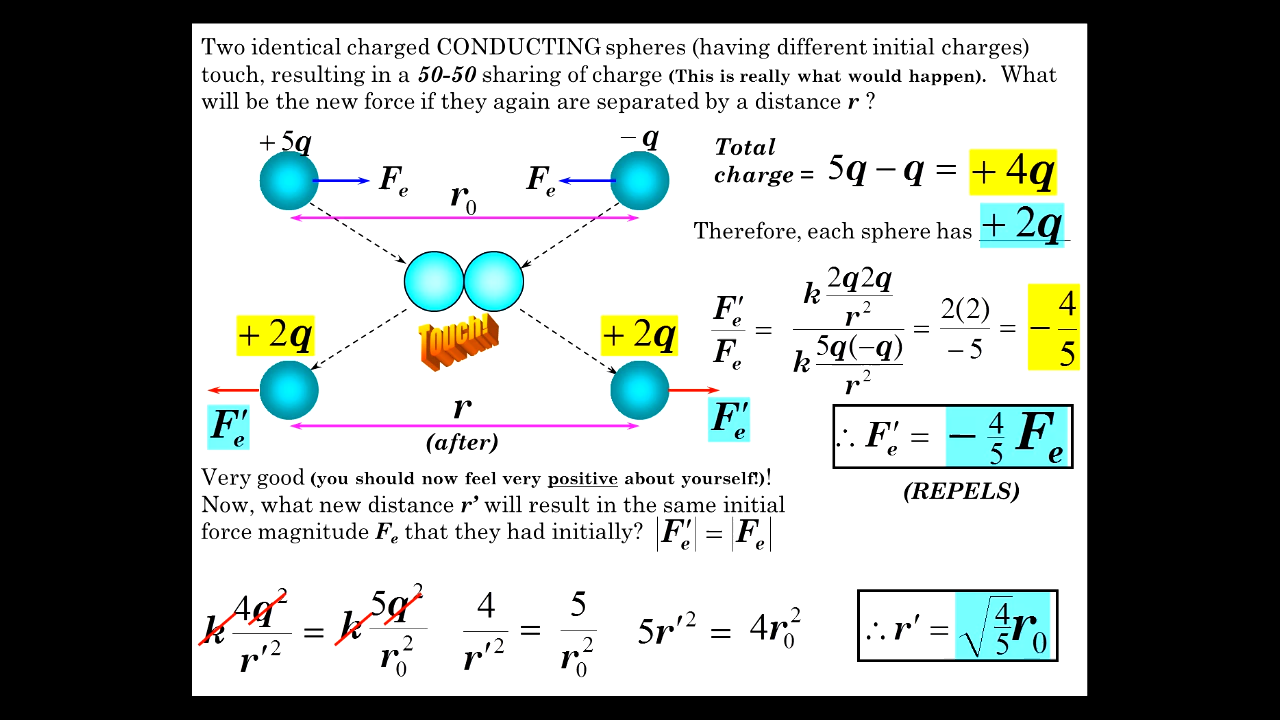 Two identical charged CONDUCTING spheres (having different initial charges)
touch, resulting in a 50-50 sharing of charge (This is really what would happen). What
will be the new force if they again are separated by a distance r ?
+5q
−q
Fₑ
Fₑ
r₀
Total
charge = 5q − q = +4q
Therefore, each sphere has +2q
Touch!
+2q
+2q
F′ₑ
F′ₑ
r
(after)
F′ₑ/Fₑ = (k 2q2q/r²)/(k 5q(−q)/r²) = 2(2)/−5 = −4/5
∴ F′ₑ = −4/5 Fₑ
(REPELS)
Very good (you should now feel very positive about yourself!)!
Now, what new distance r’ will result in the same initial
force magnitude Fₑ that they had initially? |F′ₑ| = |Fₑ|
k 4q²/r′² = k 5q²/r₀²
4/r′² = 5/r₀²
5r′² = 4r₀²
∴ r′ = √(4/5) r₀